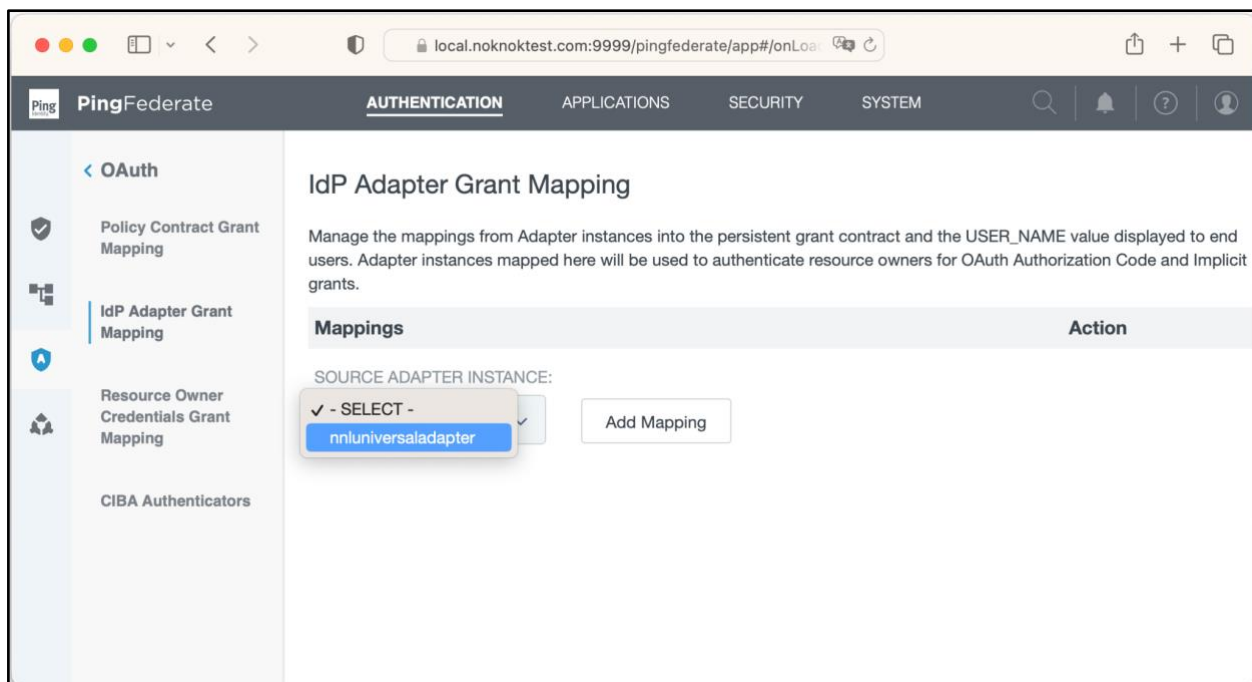 local.noknoktest.com:9999/pingfederate/app#/onLoa
Ping
PingFederate
AUTHENTICATION
APPLICATIONS
SECURITY
SYSTEM
OAuth
Policy Contract Grant
Mapping
IdP Adapter Grant
Mapping
Resource Owner
Credentials Grant
Mapping
CIBA Authenticators
IdP Adapter Grant Mapping
Manage the mappings from Adapter instances into the persistent grant contract and the USER_NAME value displayed to end
users. Adapter instances mapped here will be used to authenticate resource owners for OAuth Authorization Code and Implicit
grants.
Mappings Action
SOURCE ADAPTER INSTANCE:
✓ - SELECT -
nnluniversaladapter
Add Mapping